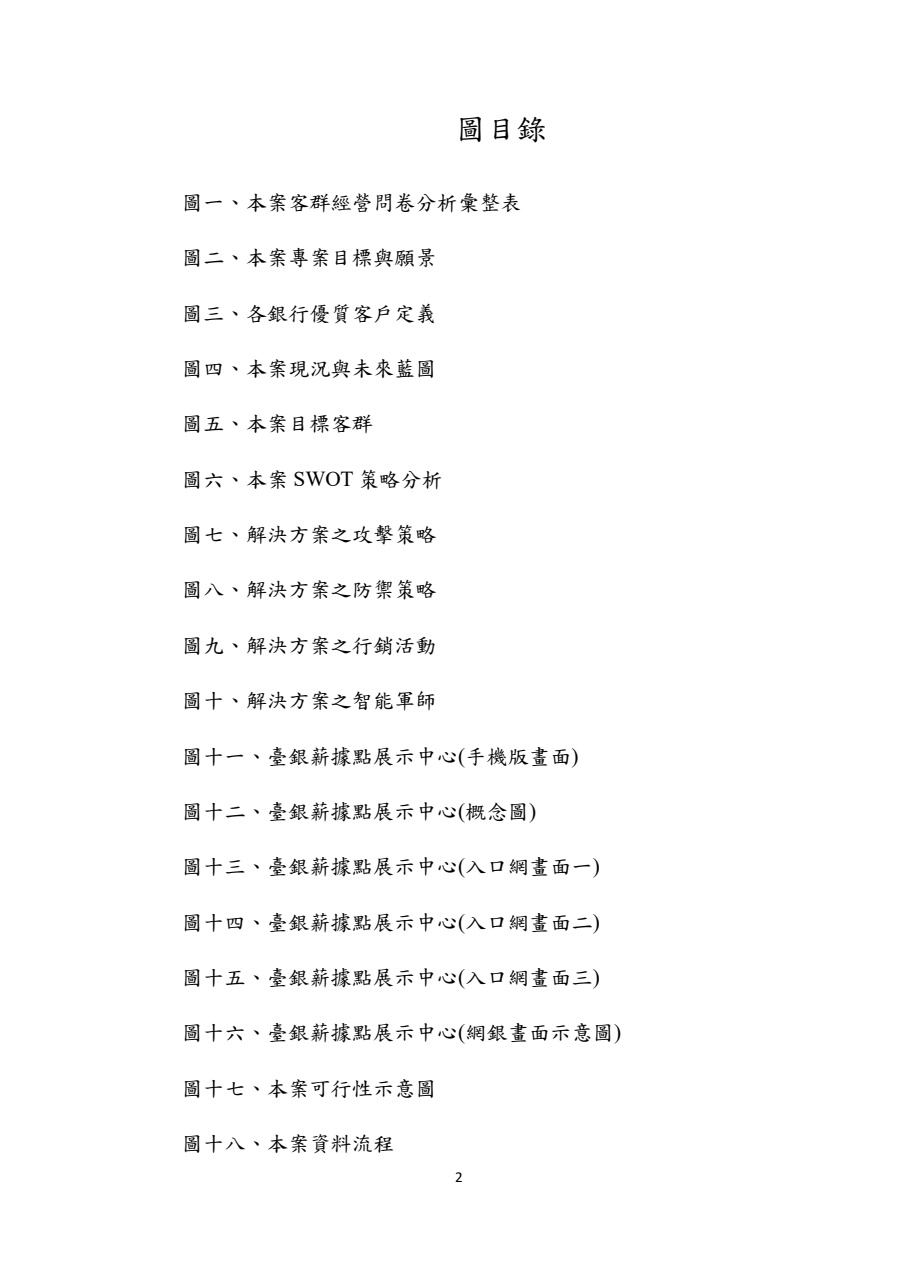 圖目錄
圖一、本案客群經營問卷分析彙整表
圖二、本案專案目標與願景
圖三、各銀行優質客戶定義
圖四、本案現況與未來藍圖
圖五、本案目標客群
圖六、本案 SWOT 策略分析
圖七、解決方案之攻擊策略
圖八、解決方案之防禦策略
圖九、解決方案之行銷活動
圖十、解決方案之智能軍師
圖十一、臺銀薪據點展示中心(手機版畫面)
圖十二、臺銀薪據點展示中心(概念圖)
圖十三、臺銀薪據點展示中心(入口網畫面一)
圖十四、臺銀薪據點展示中心(入口網畫面二)
圖十五、臺銀薪據點展示中心(入口網畫面三)
圖十六、臺銀薪據點展示中心(網銀畫面示意圖)
圖十七、本案可行性示意圖
圖十八、本案資料流程
2